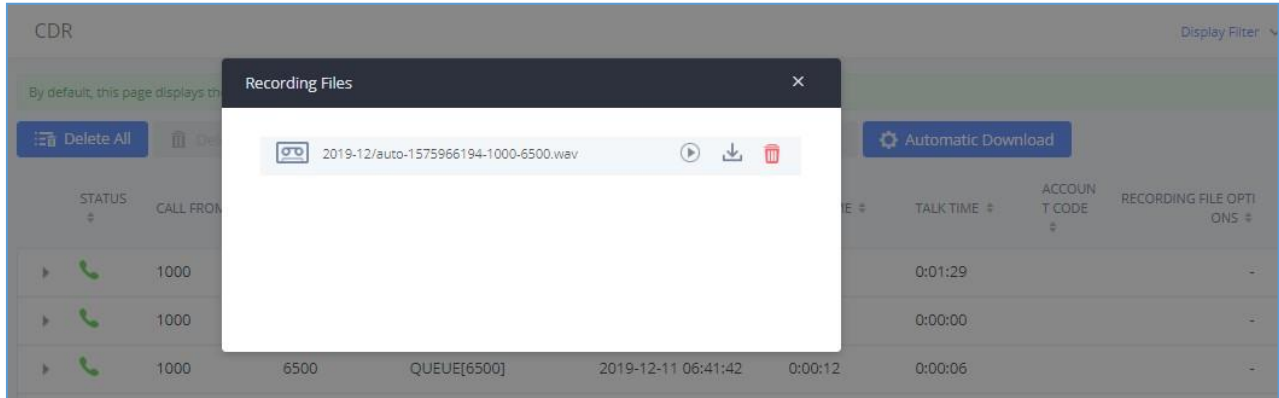 CDR
Display Filter
Recording Files
By default, this page displays th
Delete All
Del
Automatic Download
2019-12/auto-1575966194-1000-6500.wav
STATUS
CALL FROM
ME
TALK TIME
ACCOUN
T CODE
RECORDING FILE OPTI
ONS
1000 0:01:29 -
1000 0:00:00 -
1000 6500 QUEUE[6500] 2019-12-11 06:41:42 0:00:12 0:00:06 -